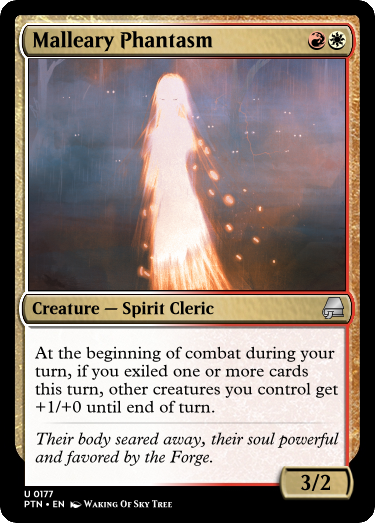 Malleary Phantasm
Creature — Spirit Cleric
At the beginning of combat during your
turn, if you exiled one or more cards
this turn, other creatures you control get
+1/+0 until end of turn.
Their body seared away, their soul powerful
and favored by the Forge.
3/2
U 0177
PTN • EN Waking Of Sky Tree